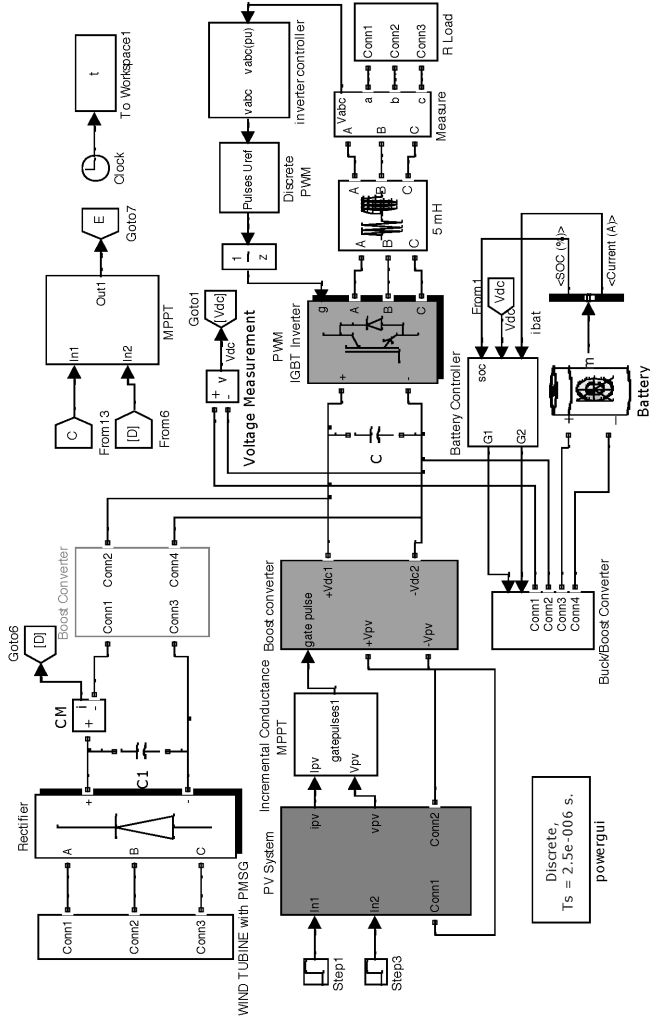 Conn1
Conn2
Conn3
WIND TUBINE with PMSG
Rectifier
A
B
C
+
-
C1
CM
+
-
i
Goto6
[D]
Boost Converter
Conn1
Conn2
Conn3
Conn4
C
From13
[D]
From6
In1
In2
Out1
MPPT
E
Goto7
Clock
t
To Workspace1
Step1
Step3
PV System
In1
In2
Conn1
ipv
vpv
Conn2
Incremental Conductance
MPPT
Ipv
Vpv
gatepulses1
Boost converter
gate pulse
+Vpv
-Vpv
+Vdc1
-Vdc2
C
Voltage Measurement
+
-
v
Vdc
Goto1
[Vdc]
PWM
IGBT Inverter
g
+
-
A
B
C
1
z
Discrete
PWM
Pulses Uref
inverter controller
vabc
vabc(pu)
A
B
C
A
B
C
5 mH
Measure
Vabc
A
B
C
a
b
c
R Load
Conn1
Conn2
Conn3
Battery Controller
soc
G1
G2
From1
Vdc
Vdc
ibat
<SOC (%)>
<Current (A)>
Battery
m
+
_
Buck/Boost Converter
Conn1
Conn2
Conn3
Conn4
Discrete,
Ts = 2.5e-006 s.
powergui